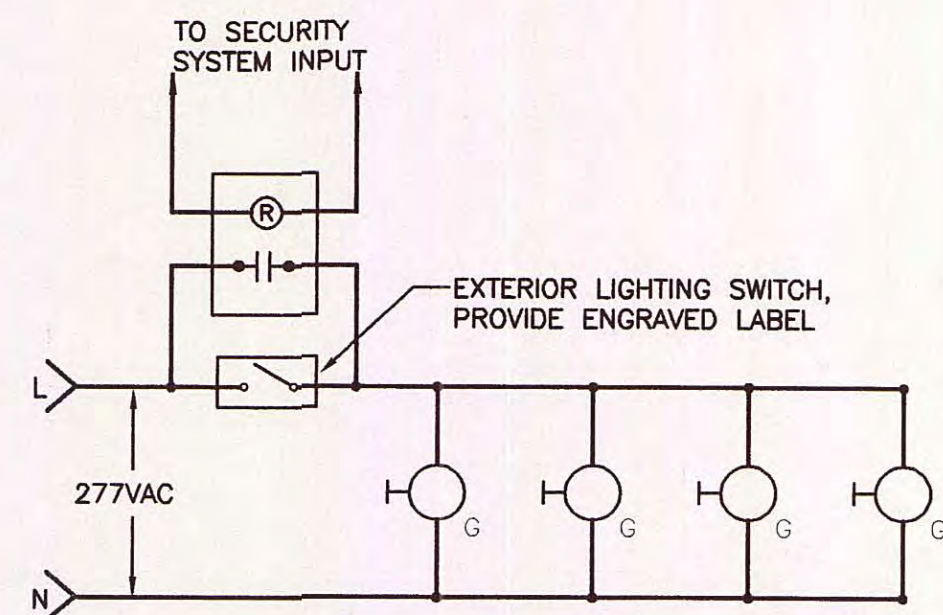 TO SECURITY
SYSTEM INPUT
R
EXTERIOR LIGHTING SWITCH,
PROVIDE ENGRAVED LABEL
L
277VAC
G
G
G
G
N